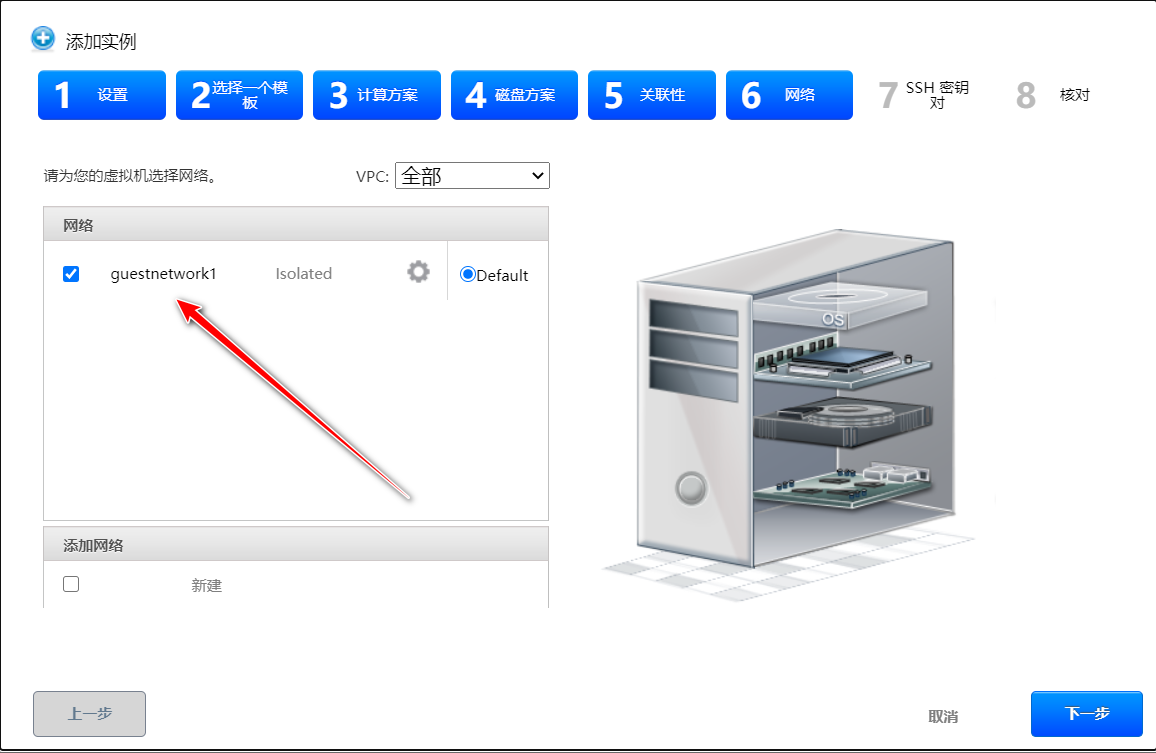 添加实例
1 设置
2 选择一个模
板
3 计算方案
4 磁盘方案
5 关联性
6 网络
7 SSH 密钥
对
8 核对
请为您的虚拟机选择网络。
VPC: 全部
网络
guestnetwork1 Isolated Default
OS
添加网络
新建
上一步 取消 下一步